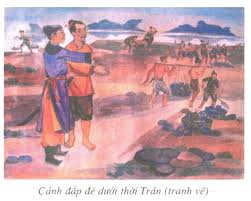 Cảnh đắp đê dưới thời Trần (tranh vẽ)